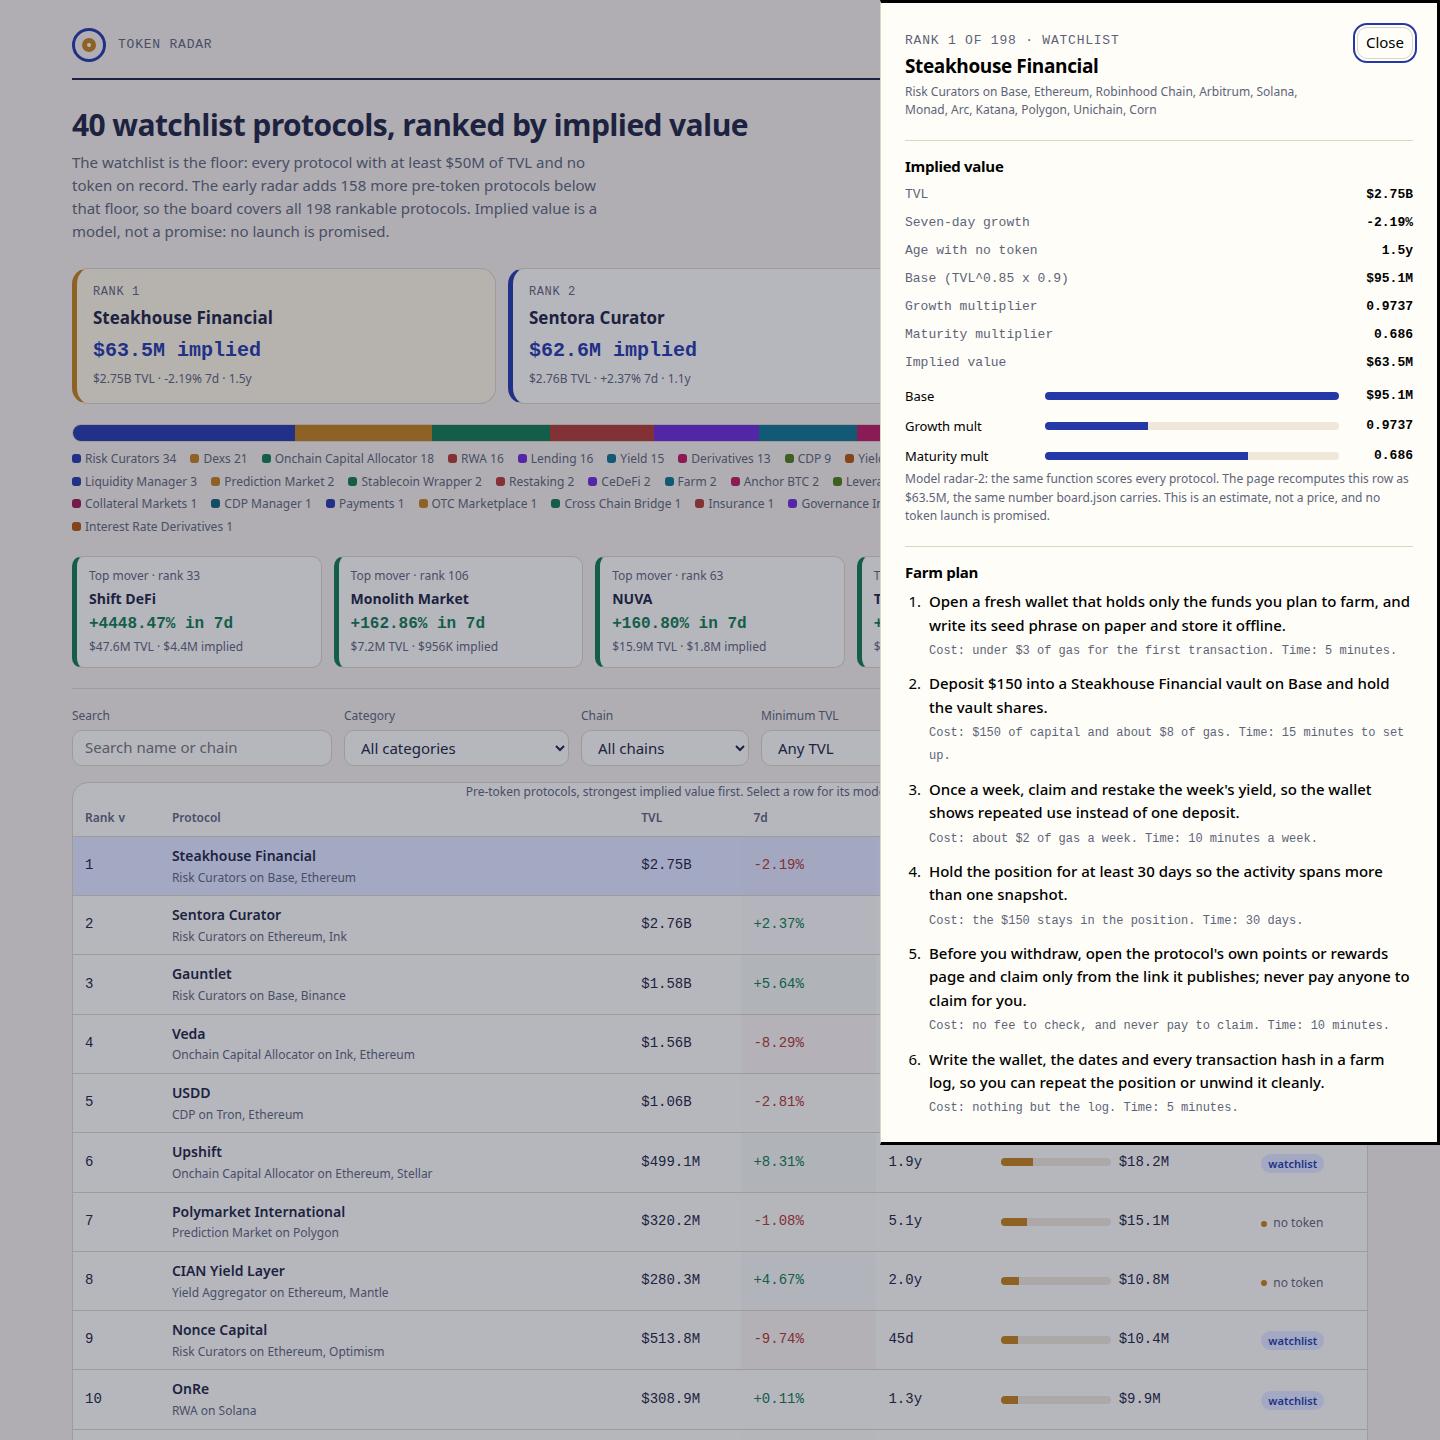 TOKEN RADAR
40 watchlist protocols, ranked by implied value
The watchlist is the floor: every protocol with at least $50M of TVL and no
token on record. The early radar adds 158 more pre-token protocols below
that floor, so the board covers all 198 rankable protocols. Implied value is a
model, not a promise: no launch is promised.
RANK 1
Steakhouse Financial
$63.5M implied
$2.75B TVL · -2.19% 7d · 1.5y
RANK 2
Sentora Curator
$62.6M implied
$2.76B TVL · +2.37% 7d · 1.1y
Risk Curators 34 Dexs 21 Onchain Capital Allocator 18 RWA 16 Lending 16 Yield 15 Derivatives 13 CDP 9
Liquidity Manager 3 Prediction Market 2 Stablecoin Wrapper 2 Restaking 2 CeDeFi 2 Farm 2 Anchor BTC 2
Collateral Markets 1 CDP Manager 1 Payments 1 OTC Marketplace 1 Cross Chain Bridge 1 Insurance 1 Governance
Interest Rate Derivatives 1
Top mover · rank 33
Shift DeFi
+4448.47% in 7d
$47.6M TVL · $4.4M implied
Top mover · rank 106
Monolith Market
+162.86% in 7d
$7.2M TVL · $956K implied
Top mover · rank 63
NUVA
+160.80% in 7d
$15.9M TVL · $1.8M implied
Search
Search name or chain
Category
All categories
Chain
All chains
Minimum TVL
Any TVL
Pre-token protocols, strongest implied value first. Select a row for its
Rank v Protocol TVL 7d
1 Steakhouse Financial $2.75B -2.19%
Risk Curators on Base, Ethereum
2 Sentora Curator $2.76B +2.37%
Risk Curators on Ethereum, Ink
3 Gauntlet $1.58B +5.64%
Risk Curators on Base, Binance
4 Veda $1.56B -8.29%
Onchain Capital Allocator on Ink, Ethereum
5 USDD $1.06B -2.81%
CDP on Tron, Ethereum
6 Upshift $499.1M +8.31% 1.9y $18.2M watchlist
Onchain Capital Allocator on Ethereum, Stellar
7 Polymarket International $320.2M -1.08% 5.1y $15.1M no token
Prediction Market on Polygon
8 CIAN Yield Layer $280.3M +4.67% 2.0y $10.8M no token
Yield Aggregator on Ethereum, Mantle
9 Nonce Capital $513.8M -9.74% 45d $10.4M watchlist
Risk Curators on Ethereum, Optimism
10 OnRe $308.9M +0.11% 1.3y $9.9M watchlist
RWA on Solana
RANK 1 OF 198 · WATCHLIST
Close
Steakhouse Financial
Risk Curators on Base, Ethereum, Robinhood Chain, Arbitrum, Solana,
Monad, Arc, Katana, Polygon, Unichain, Corn
Implied value
TVL $2.75B
Seven-day growth -2.19%
Age with no token 1.5y
Base (TVL^0.85 x 0.9) $95.1M
Growth multiplier 0.9737
Maturity multiplier 0.686
Implied value $63.5M
Base $95.1M
Growth mult 0.9737
Maturity mult 0.686
Model radar-2: the same function scores every protocol. The page recomputes this row as
$63.5M, the same number board.json carries. This is an estimate, not a price, and no
token launch is promised.
Farm plan
1. Open a fresh wallet that holds only the funds you plan to farm, and
write its seed phrase on paper and store it offline.
Cost: under $3 of gas for the first transaction. Time: 5 minutes.
2. Deposit $150 into a Steakhouse Financial vault on Base and hold
the vault shares.
Cost: $150 of capital and about $8 of gas. Time: 15 minutes to set
up.
3. Once a week, claim and restake the week's yield, so the wallet
shows repeated use instead of one deposit.
Cost: about $2 of gas a week. Time: 10 minutes a week.
4. Hold the position for at least 30 days so the activity spans more
than one snapshot.
Cost: the $150 stays in the position. Time: 30 days.
5. Before you withdraw, open the protocol's own points or rewards
page and claim only from the link it publishes; never pay anyone to
claim for you.
Cost: no fee to check, and never pay to claim. Time: 10 minutes.
6. Write the wallet, the dates and every transaction hash in a farm
log, so you can repeat the position or unwind it cleanly.
Cost: nothing but the log. Time: 5 minutes.